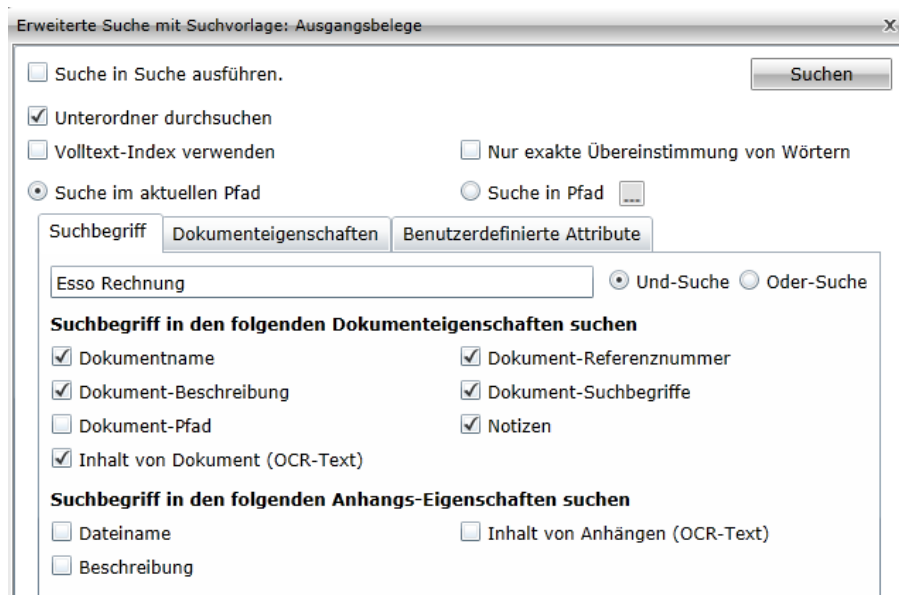 Erweiterte Suche mit Suchvorlage: Ausgangsbelege x
Suche in Suche ausführen. Suchen
Unterordner durchsuchen
Volltext-Index verwenden Nur exakte Übereinstimmung von Wörtern
Suche im aktuellen Pfad Suche in Pfad ...
Suchbegriff Dokumenteigenschaften Benutzerdefinierte Attribute
Esso Rechnung Und-Suche Oder-Suche
Suchbegriff in den folgenden Dokumenteigenschaften suchen
Dokumentname Dokument-Referenznummer
Dokument-Beschreibung Dokument-Suchbegriffe
Dokument-Pfad Notizen
Inhalt von Dokument (OCR-Text)
Suchbegriff in den folgenden Anhangs-Eigenschaften suchen
Dateiname Inhalt von Anhängen (OCR-Text)
Beschreibung